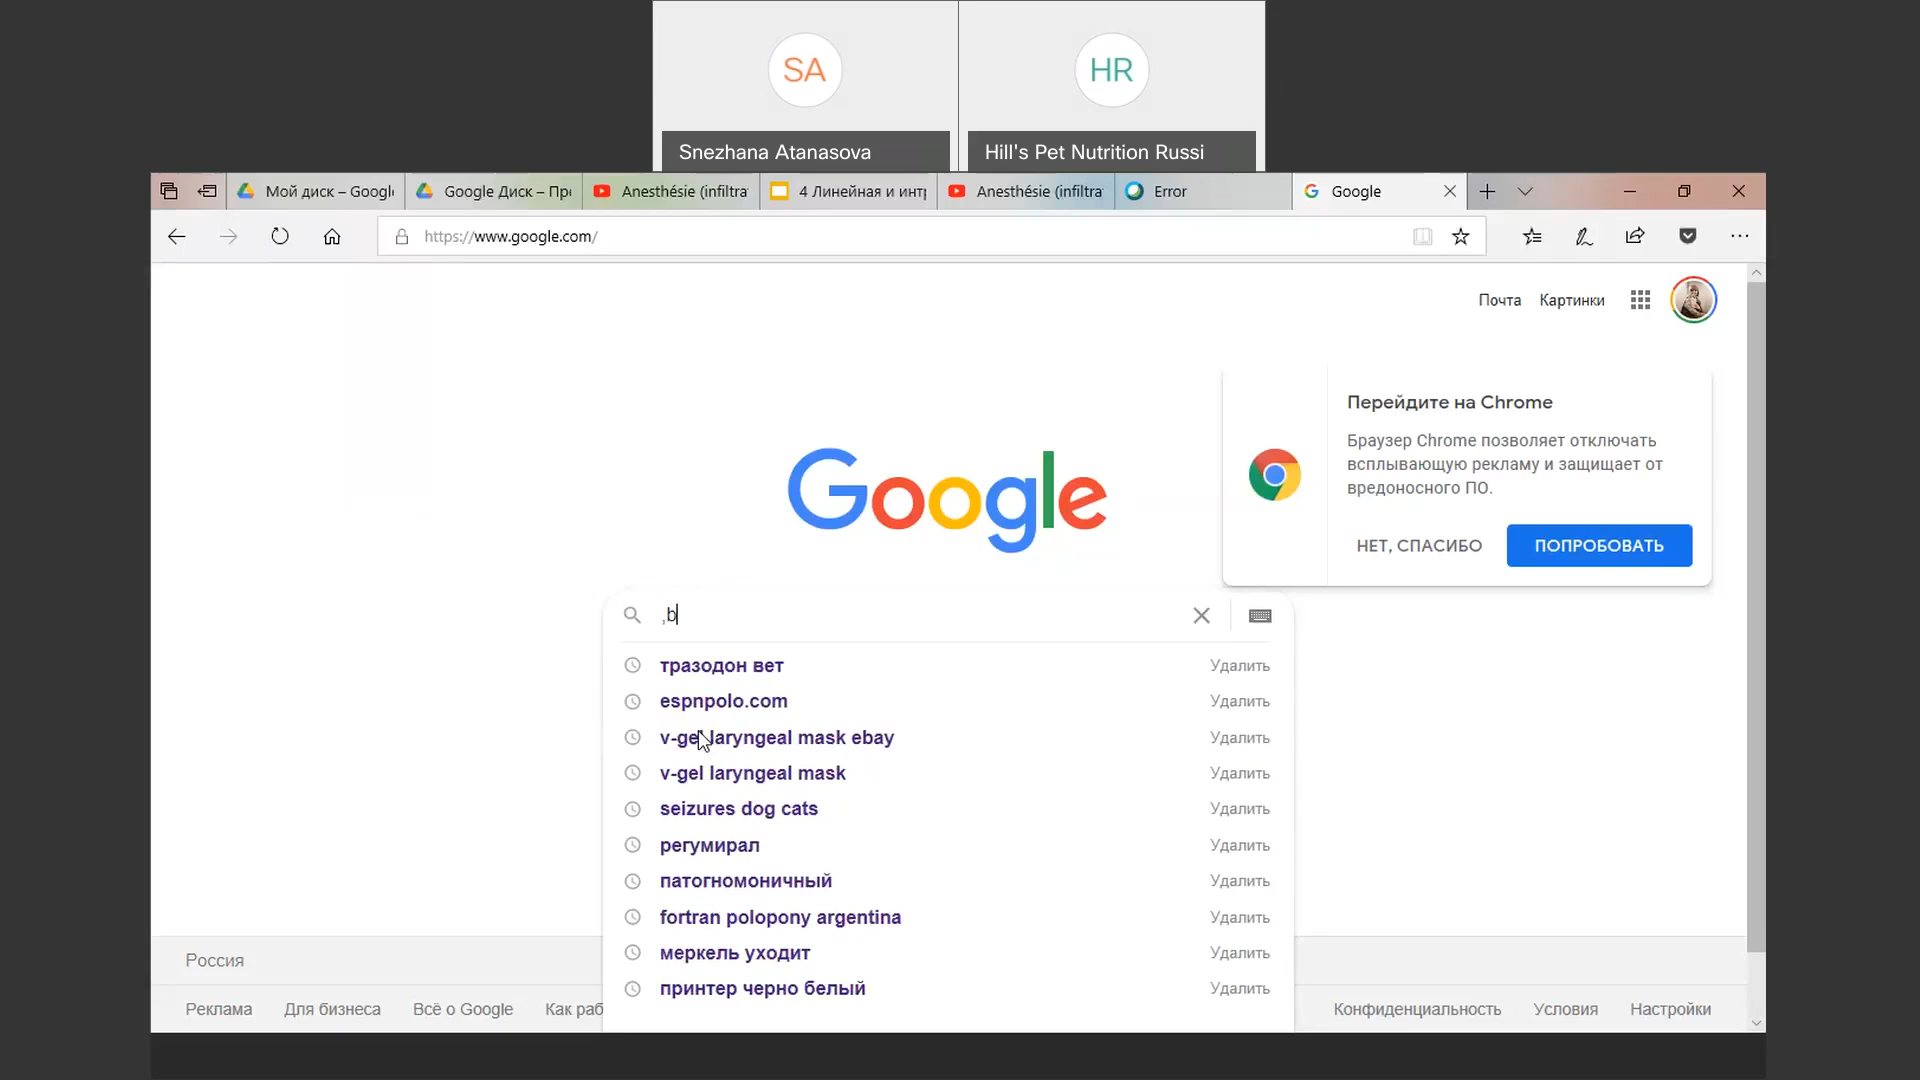 SA
HR
Snezhana Atanasova
Hill's Pet Nutrition Russi
Мой диск – Googl
Google Диск – Пр
Anesthésie (infiltra
4 Линейная и инт
Anesthésie (infiltra
Error
Google
https://www.google.com/
Почта Картинки
Перейдите на Chrome
Браузер Chrome позволяет отключать
всплывающую рекламу и защищает от
вредоносного ПО.
НЕТ, СПАСИБО ПОПРОБОВАТЬ
Google
,b
тразодон вет Удалить
espnpolo.com Удалить
v-gel laryngeal mask ebay Удалить
v-gel laryngeal mask Удалить
seizures dog cats Удалить
регумирал Удалить
патогномоничный Удалить
fortran polopony argentina Удалить
меркель уходит Удалить
принтер черно белый Удалить
Россия
Реклама Для бизнеса Всё о Google Как раб
Конфиденциальность Условия Настройки